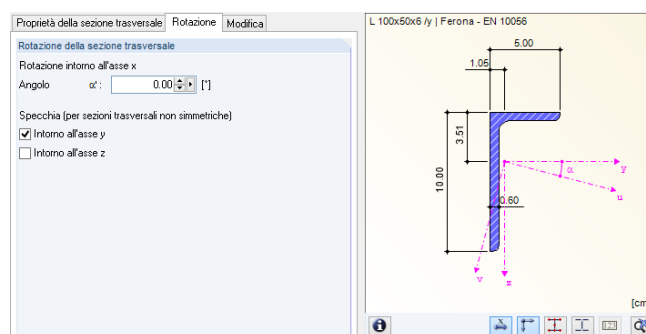 Proprietà della sezione trasversale Rotazione Modifica
Rotazione della sezione trasversale
Rotazione intorno all'asse x
Angolo α': 0.00 [°]
Specchia (per sezioni trasversali non simmetriche)
Intorno all'asse y
Intorno all'asse z
L 100x50x6 /y | Ferona - EN 10056
5.00
1.05
3.51
10.00
0.60
α
y
u
v
z
[cm
123